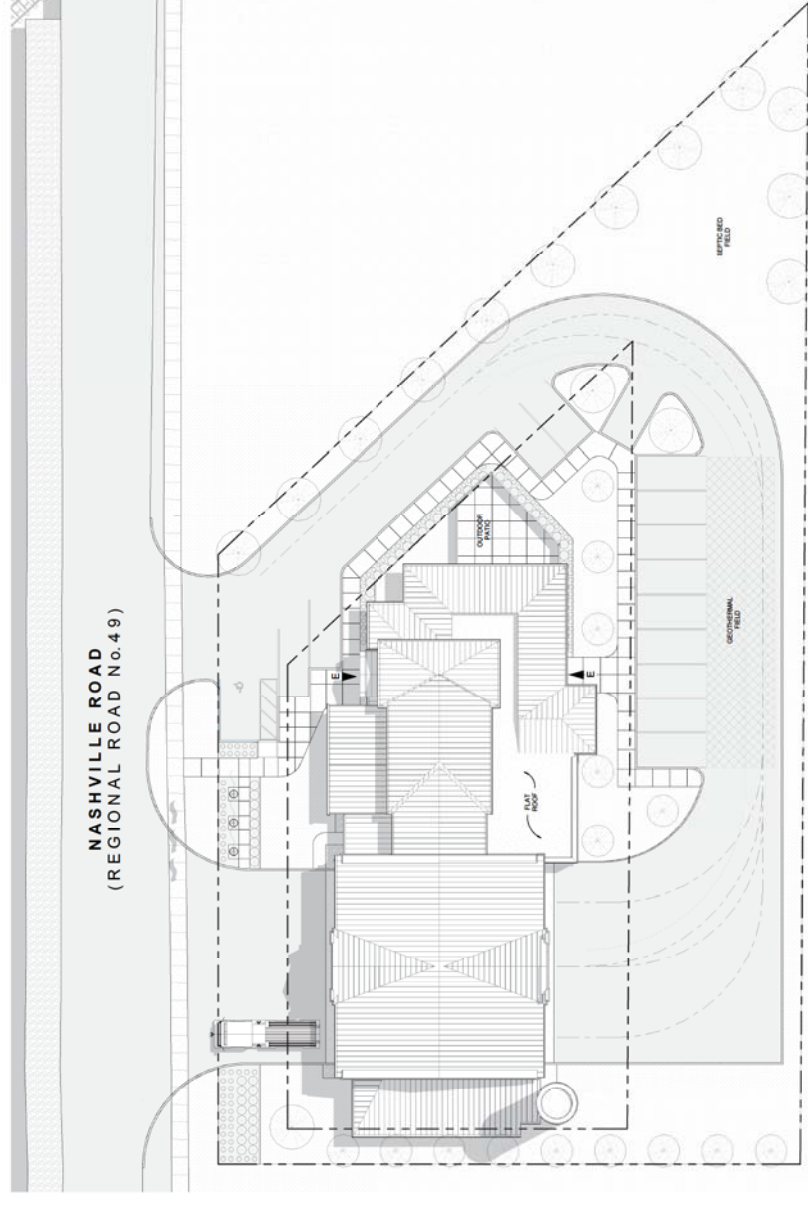 NASHVILLE ROAD
(REGIONAL ROAD No.49)
SEPTIC BED
FIELD
OUTDOOR
PATIO
GEOTHERMAL
FIELD
E
E
FLAT
ROOF